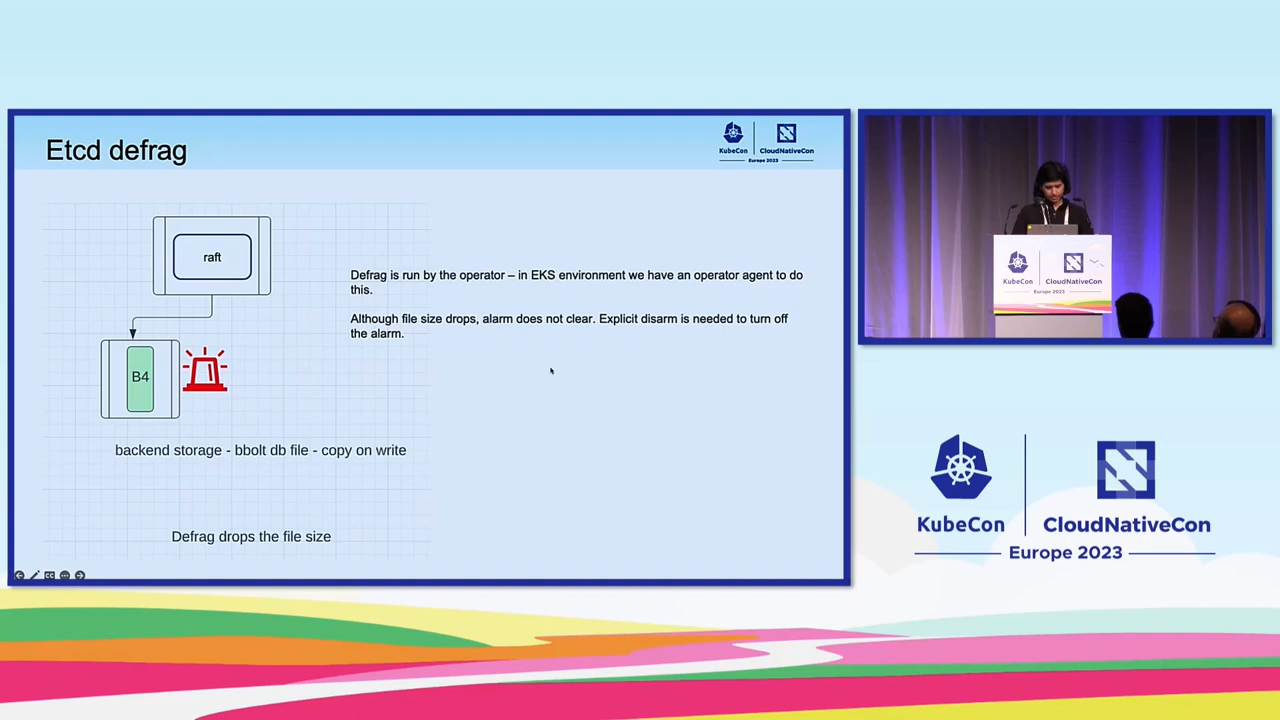 Etcd defrag
KubeCon
CloudNativeCon
Europe 2023
raft
Defrag is run by the operator – in EKS environment we have an operator agent to do
this.
Although file size drops, alarm does not clear. Explicit disarm is needed to turn off
the alarm.
B4
backend storage - bbolt db file - copy on write
Defrag drops the file size
KubeCon
CloudNativeCon
Europe 2023
KubeCon
CloudNativeCon
Europe 2023